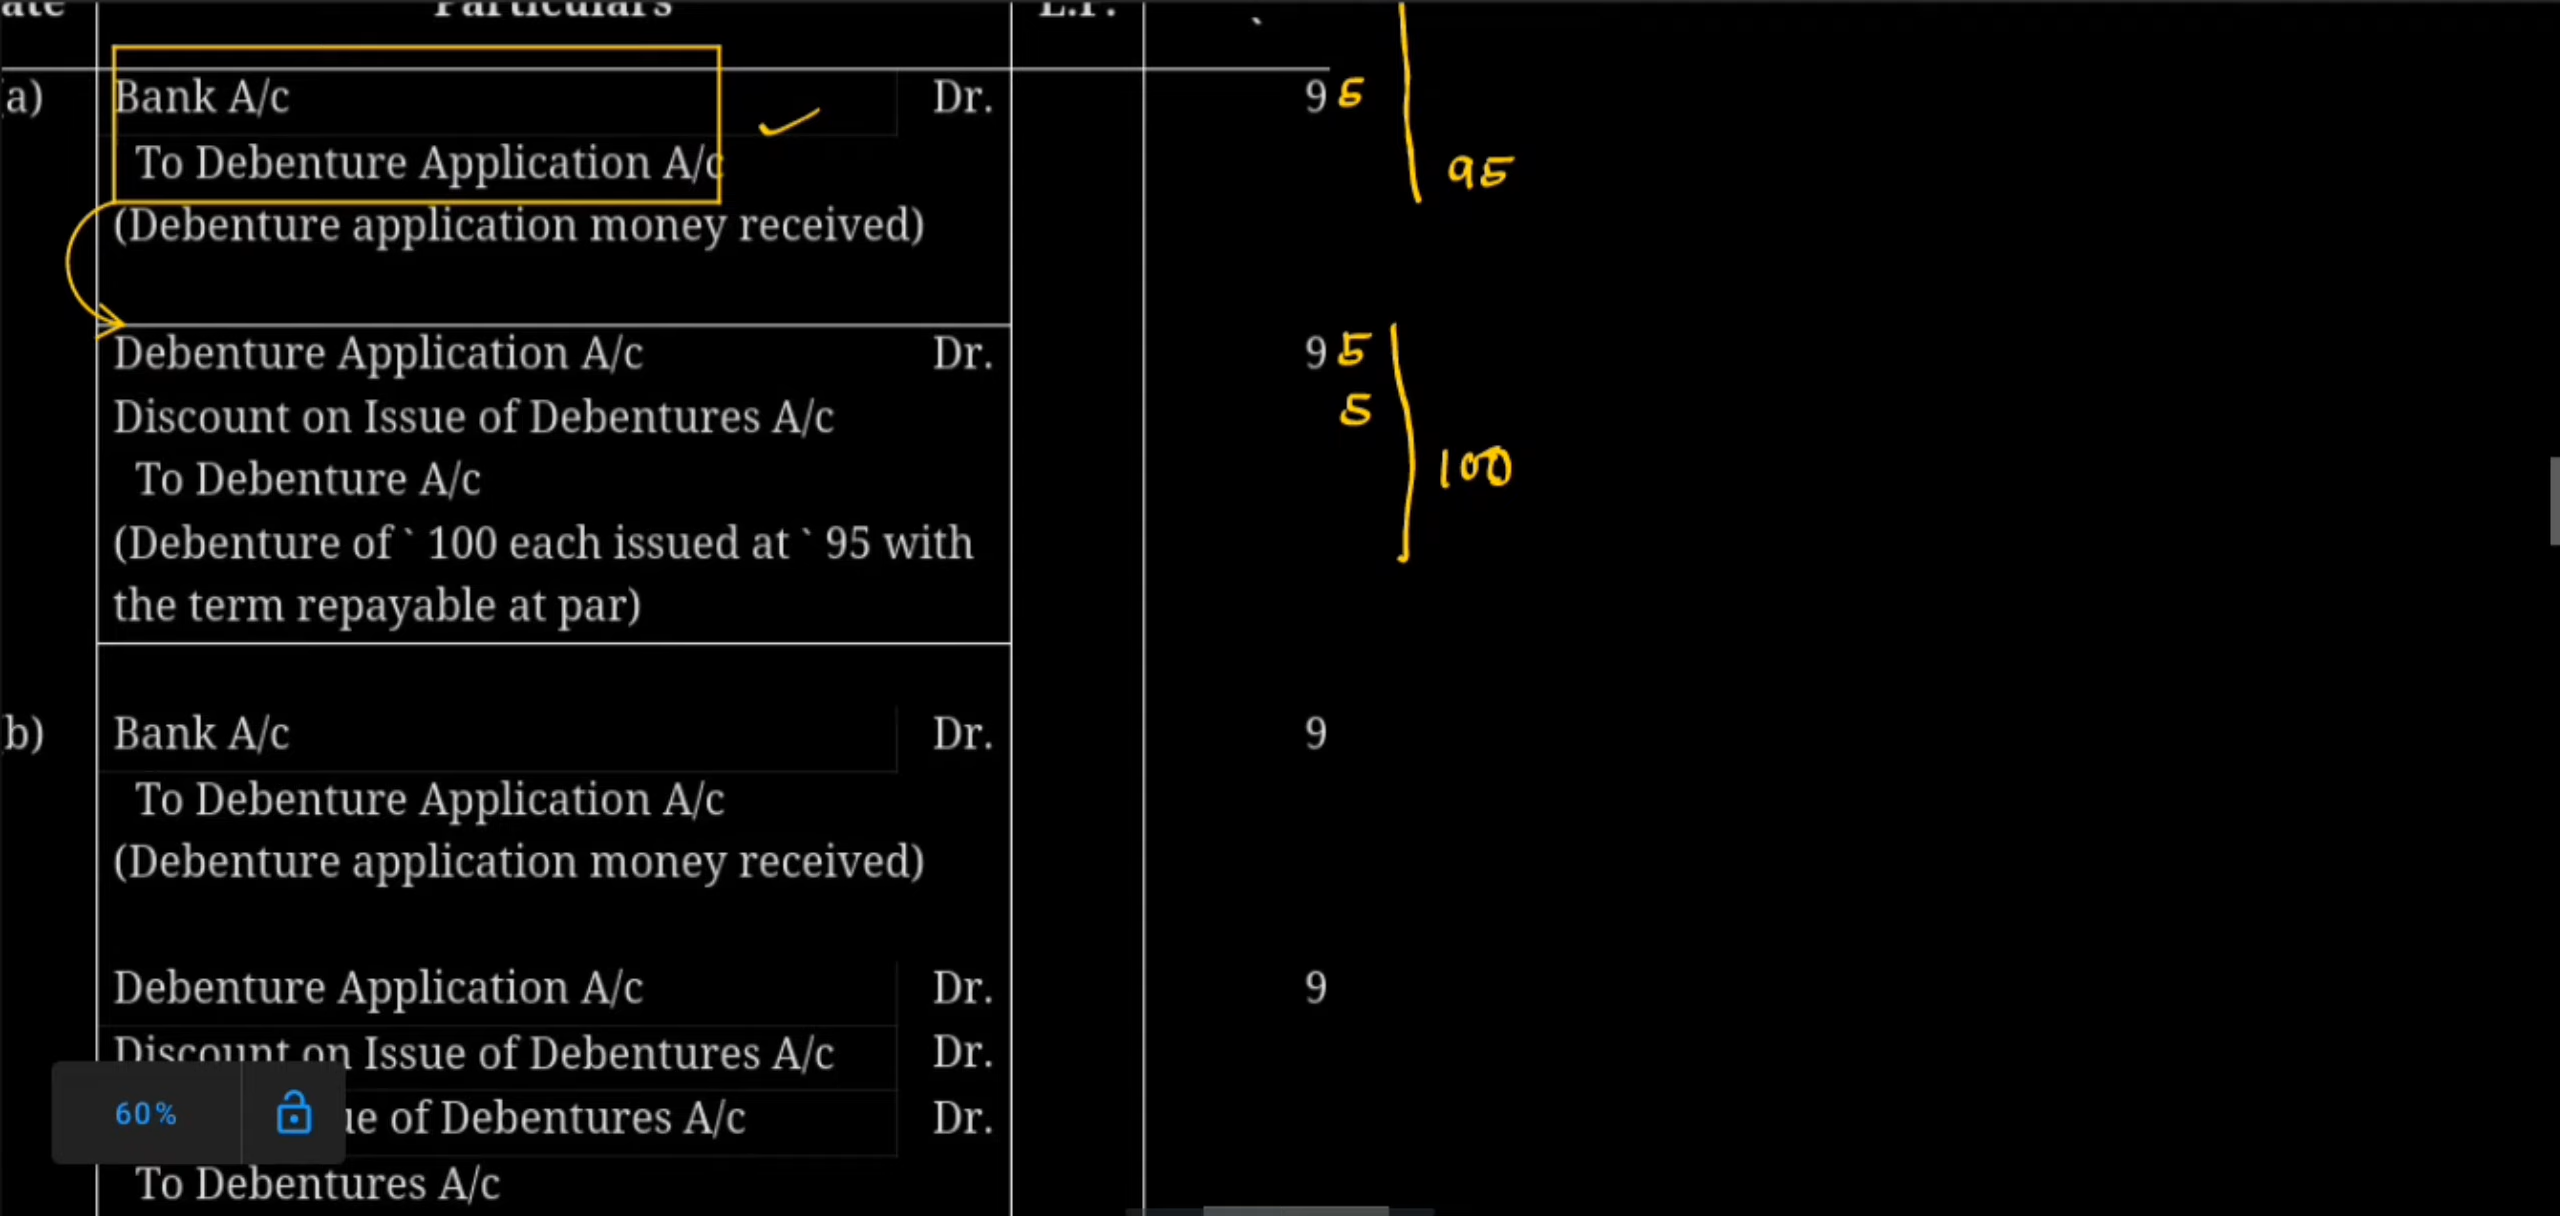 ate Particulars L.F. `
a) Bank A/c Dr. 95
To Debenture Application A/c 95
(Debenture application money received)
Debenture Application A/c Dr. 95
Discount on Issue of Debentures A/c 5
To Debenture A/c 100
(Debenture of ` 100 each issued at ` 95 with
the term repayable at par)
b) Bank A/c Dr. 9
To Debenture Application A/c
(Debenture application money received)
Debenture Application A/c Dr. 9
Discount on Issue of Debentures A/c Dr.
ue of Debentures A/c Dr.
60%
To Debentures A/c